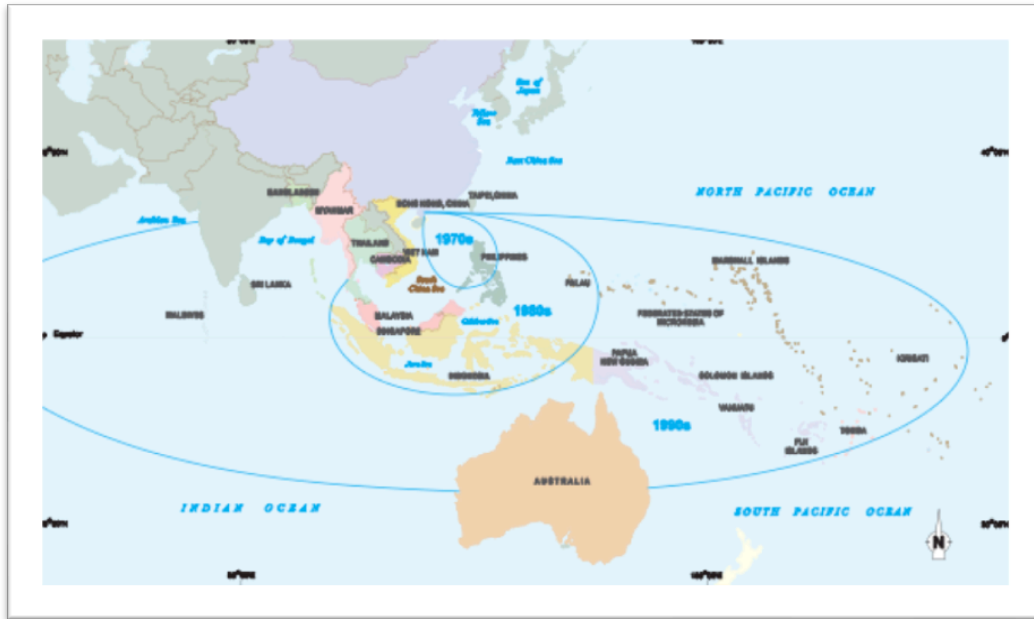 Sea of
Japan
Yellow
Sea
East China Sea
NORTH PACIFIC OCEAN
BANGLADESH
HONG KONG, CHINA
TAIPEI,CHINA
MYANMAR
Arabian Sea
Bay of Bengal
THAILAND
1970s
VIET NAM
CAMBODIA
PHILIPPINES
MARSHALL ISLANDS
South
China Sea
SRI LANKA
PALAU
MALDIVES
MALAYSIA
1980s
FEDERATED STATES OF
MICRONESIA
SINGAPORE
Celebes Sea
Equator
KIRIBATI
Java Sea
INDONESIA
PAPUA
NEW GUINEA
SOLOMON ISLANDS
VANUATU
1990s
TONGA
FIJI
ISLANDS
AUSTRALIA
INDIAN OCEAN
SOUTH PACIFIC OCEAN
N